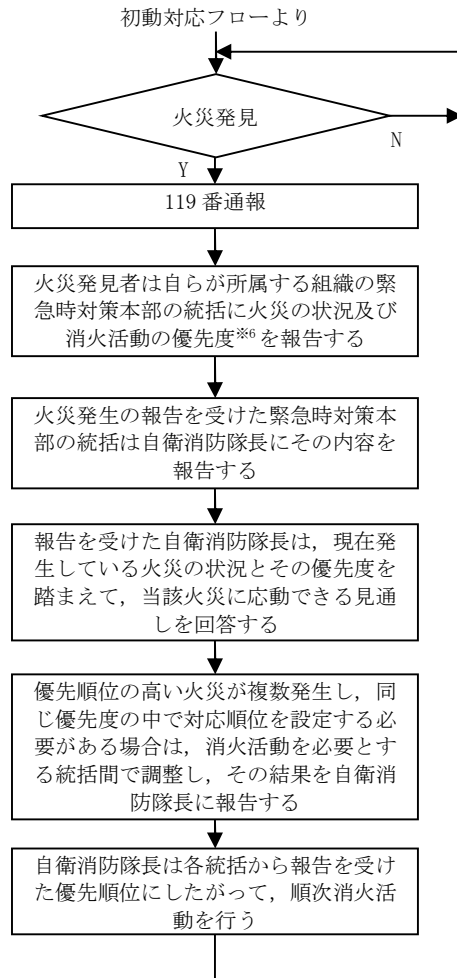 初動対応フローより
火災発見
N
Y
119 番通報
火災発見者は自らが所属する組織の緊
急時対策本部の統括に火災の状況及び
消火活動の優先度※6 を報告する
火災発生の報告を受けた緊急時対策本
部の統括は自衛消防隊長にその内容を
報告する
報告を受けた自衛消防隊長は，現在発
生している火災の状況とその優先度を
踏まえて，当該火災に応動できる見通
しを回答する
優先順位の高い火災が複数発生し，同
じ優先度の中で対応順位を設定する必
要がある場合は，消火活動を必要とす
る統括間で調整し，その結果を自衛消
防隊長に報告する
自衛消防隊長は各統括から報告を受け
た優先順位にしたがって，順次消火活
動を行う